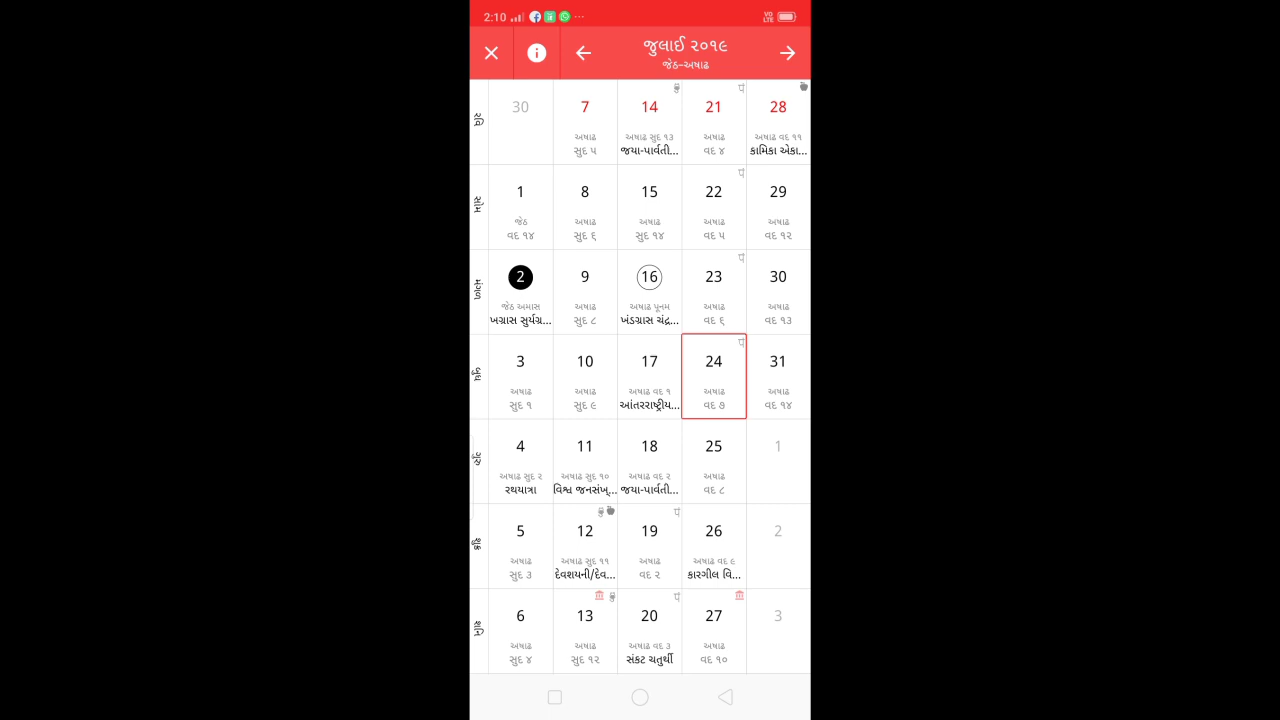 2:10
VO LTE
જુલાઈ ૨૦૧૯
જેઠ-અષાઢ
રવિ
30
7
અષાઢ
સુદ ૫
14
અષાઢ સુદ ૧૩
જયા-પાર્વતી...
21
અષાઢ
વદ ૪
28
અષાઢ વદ ૧૧
કામિકા એકા...
સોમ
1
જેઠ
વદ ૧૪
8
અષાઢ
સુદ ૬
15
અષાઢ
સુદ ૧૪
22
અષાઢ
વદ ૫
29
અષાઢ
વદ ૧૨
મંગળ
2
જેઠ અમાસ
ખગ્રાસ સુર્યગ્ર...
9
અષાઢ
સુદ ૮
16
અષાઢ પૂનમ
ખંડગ્રાસ ચંદ્ર...
23
અષાઢ
વદ ૬
30
અષાઢ
વદ ૧૩
બુધ
3
અષાઢ
સુદ ૧
10
અષાઢ
સુદ ૯
17
અષાઢ વદ ૧
આંતરરાષ્ટ્રીય...
24
અષાઢ
વદ ૭
31
અષાઢ
વદ ૧૪
ગુરુ
4
અષાઢ સુદ ૨
રથયાત્રા
11
અષાઢ સુદ ૧૦
વિશ્વ જનસંખ્...
18
અષાઢ વદ ૨
જયા-પાર્વતી...
25
અષાઢ
વદ ૮
1
શુક્ર
5
અષાઢ
સુદ ૩
12
અષાઢ સુદ ૧૧
દેવશયની/દેવ...
19
અષાઢ
વદ ૨
26
અષાઢ વદ ૯
કારગીલ વિ...
2
શનિ
6
અષાઢ
સુદ ૪
13
અષાઢ
સુદ ૧૨
20
અષાઢ વદ ૩
સંકટ ચતુર્થી
27
અષાઢ
વદ ૧૦
3